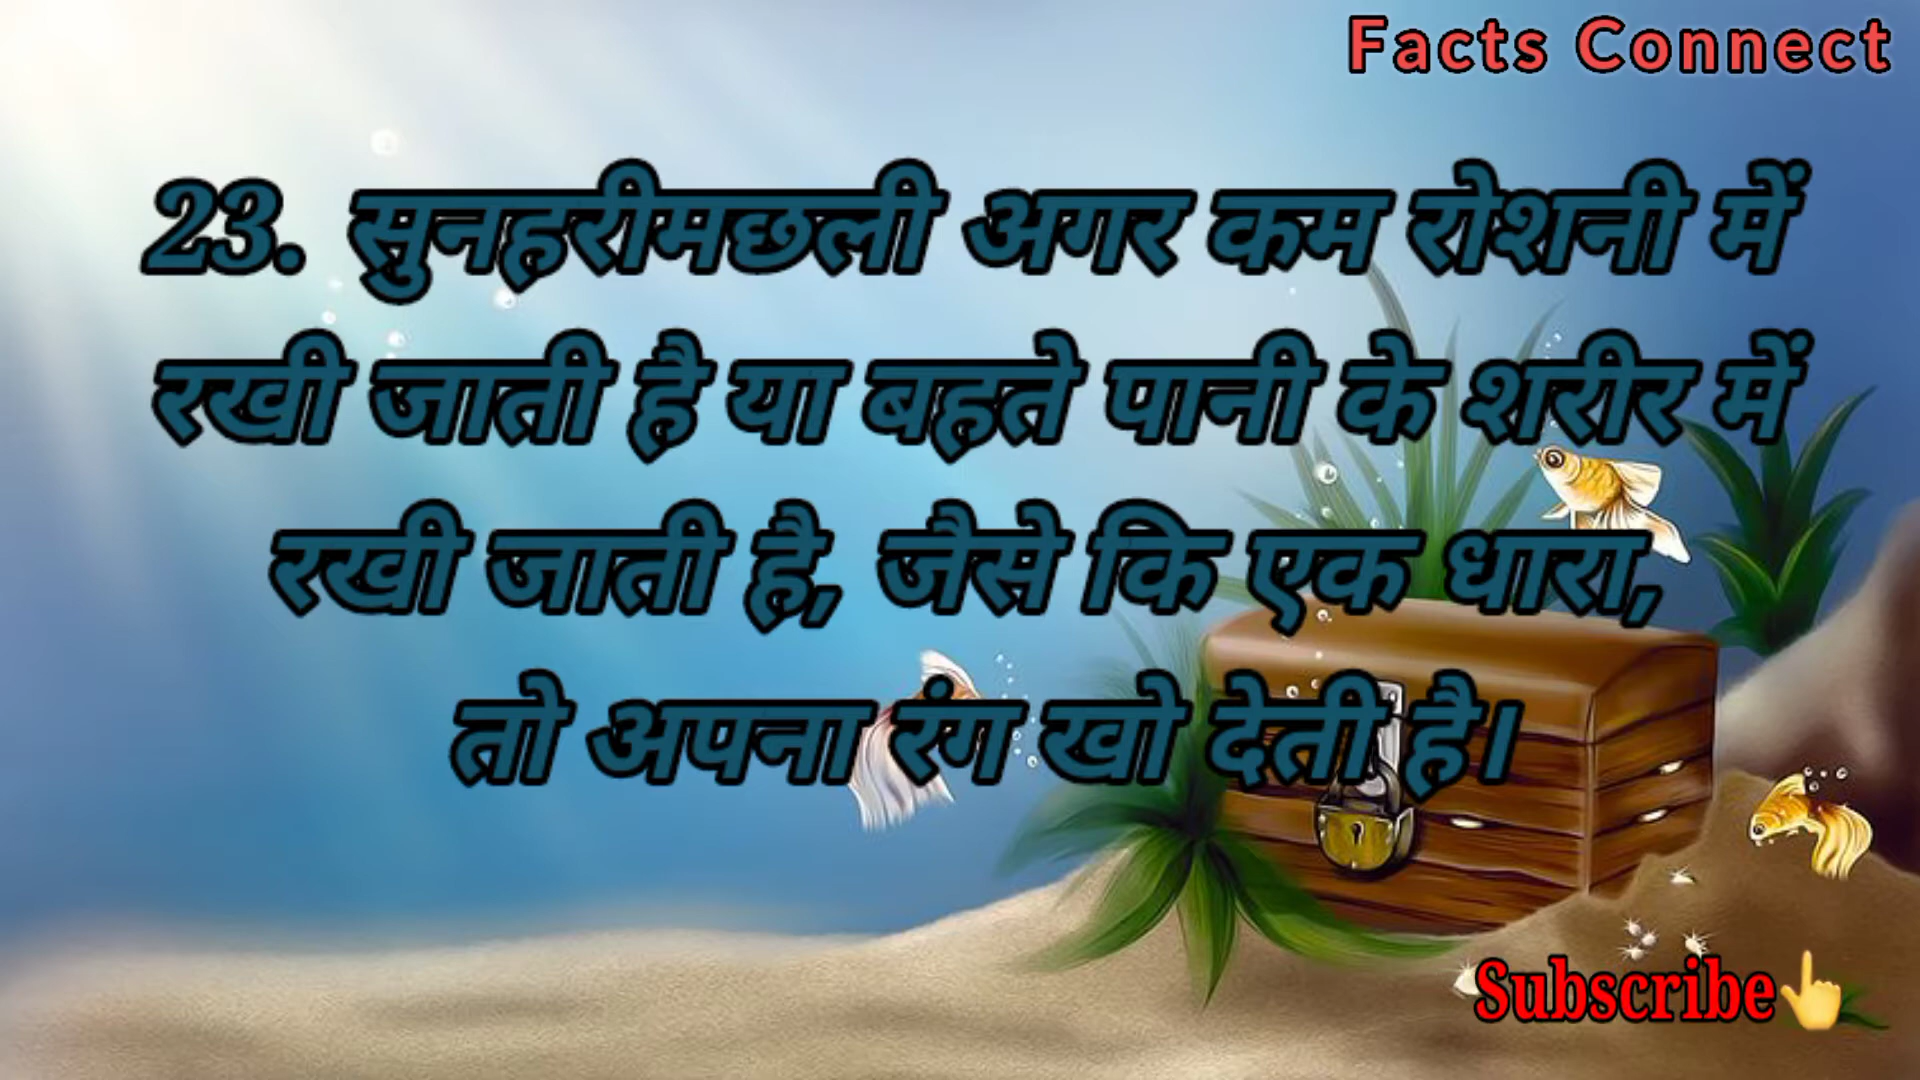 Facts Connect
23. सुनहरीमछली अगर कम रोशनी में
रखी जाती है या बहते पानी के शरीर में
रखी जाती है, जैसे कि एक धारा,
तो अपना रंग खो देती है।
Subscribe👆